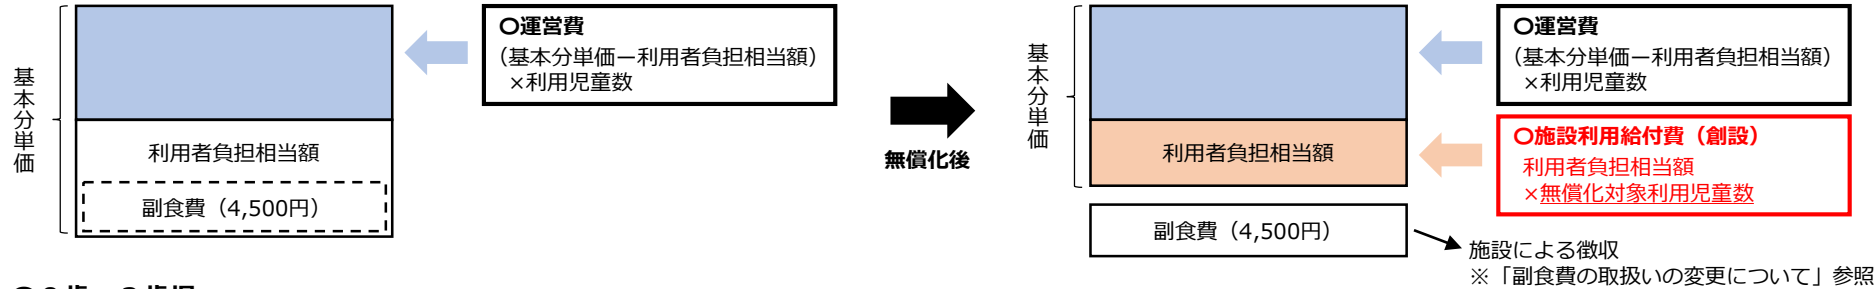 基本分単価
利用者負担相当額
副食費（4,500円）
〇運営費
（基本分単価ー利用者負担相当額）
×利用児童数
無償化後
基本分単価
利用者負担相当額
副食費（4,500円）
〇運営費
（基本分単価ー利用者負担相当額）
×利用児童数
〇施設利用給付費（創設）
利用者負担相当額
×無償化対象利用児童数
施設による徴収
※「副食費の取扱いの変更について」参照